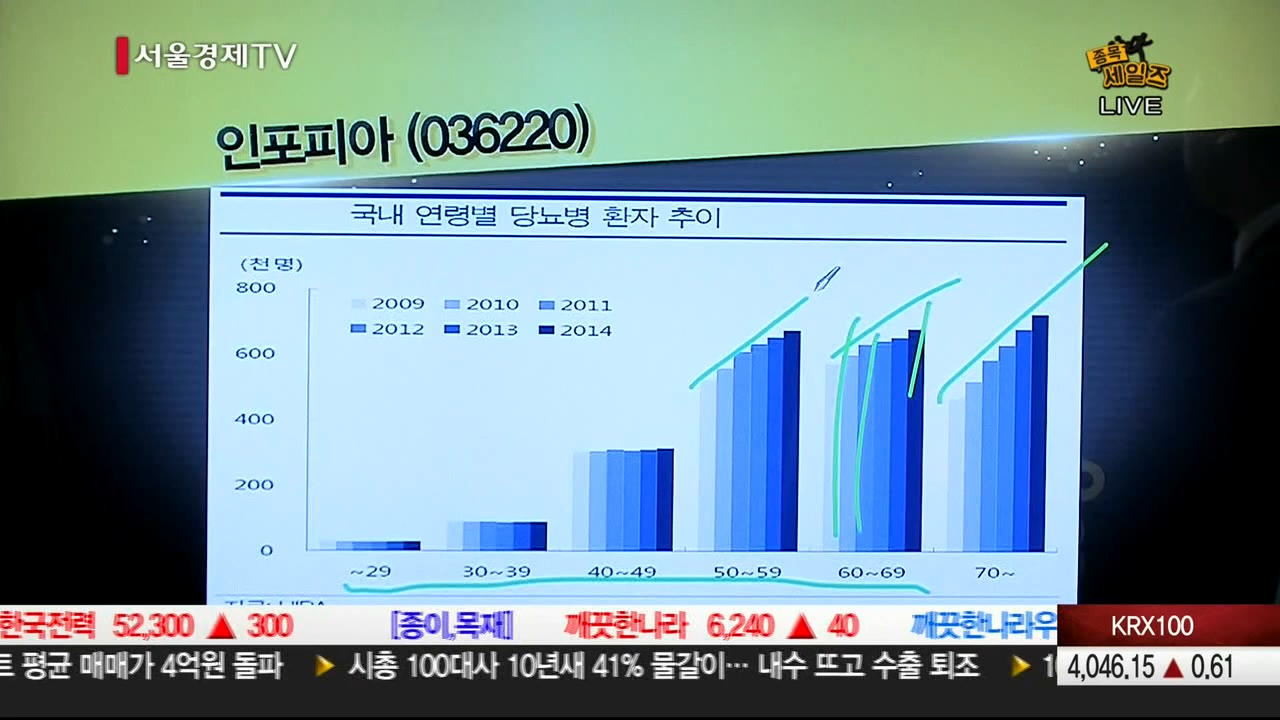 서울경제TV
종목
세일즈
LIVE
인포피아 (036220)
국내 연령별 당뇨병 환자 추이
(천명)
800
600
400
200
0
2009 2010 2011
2012 2013 2014
~29 30~39 40~49 50~59 60~69 70~
한국전력 52,300 ▲ 300 [종이,목재] 깨끗한나라 6,240 ▲ 40 깨끗한나라우
KRX100
평균 매매가 4억원 돌파 ▶ 시총 100대사 10년새 41% 물갈이… 내수 뜨고 수출 퇴조 ▶
4,046.15 ▲ 0.61